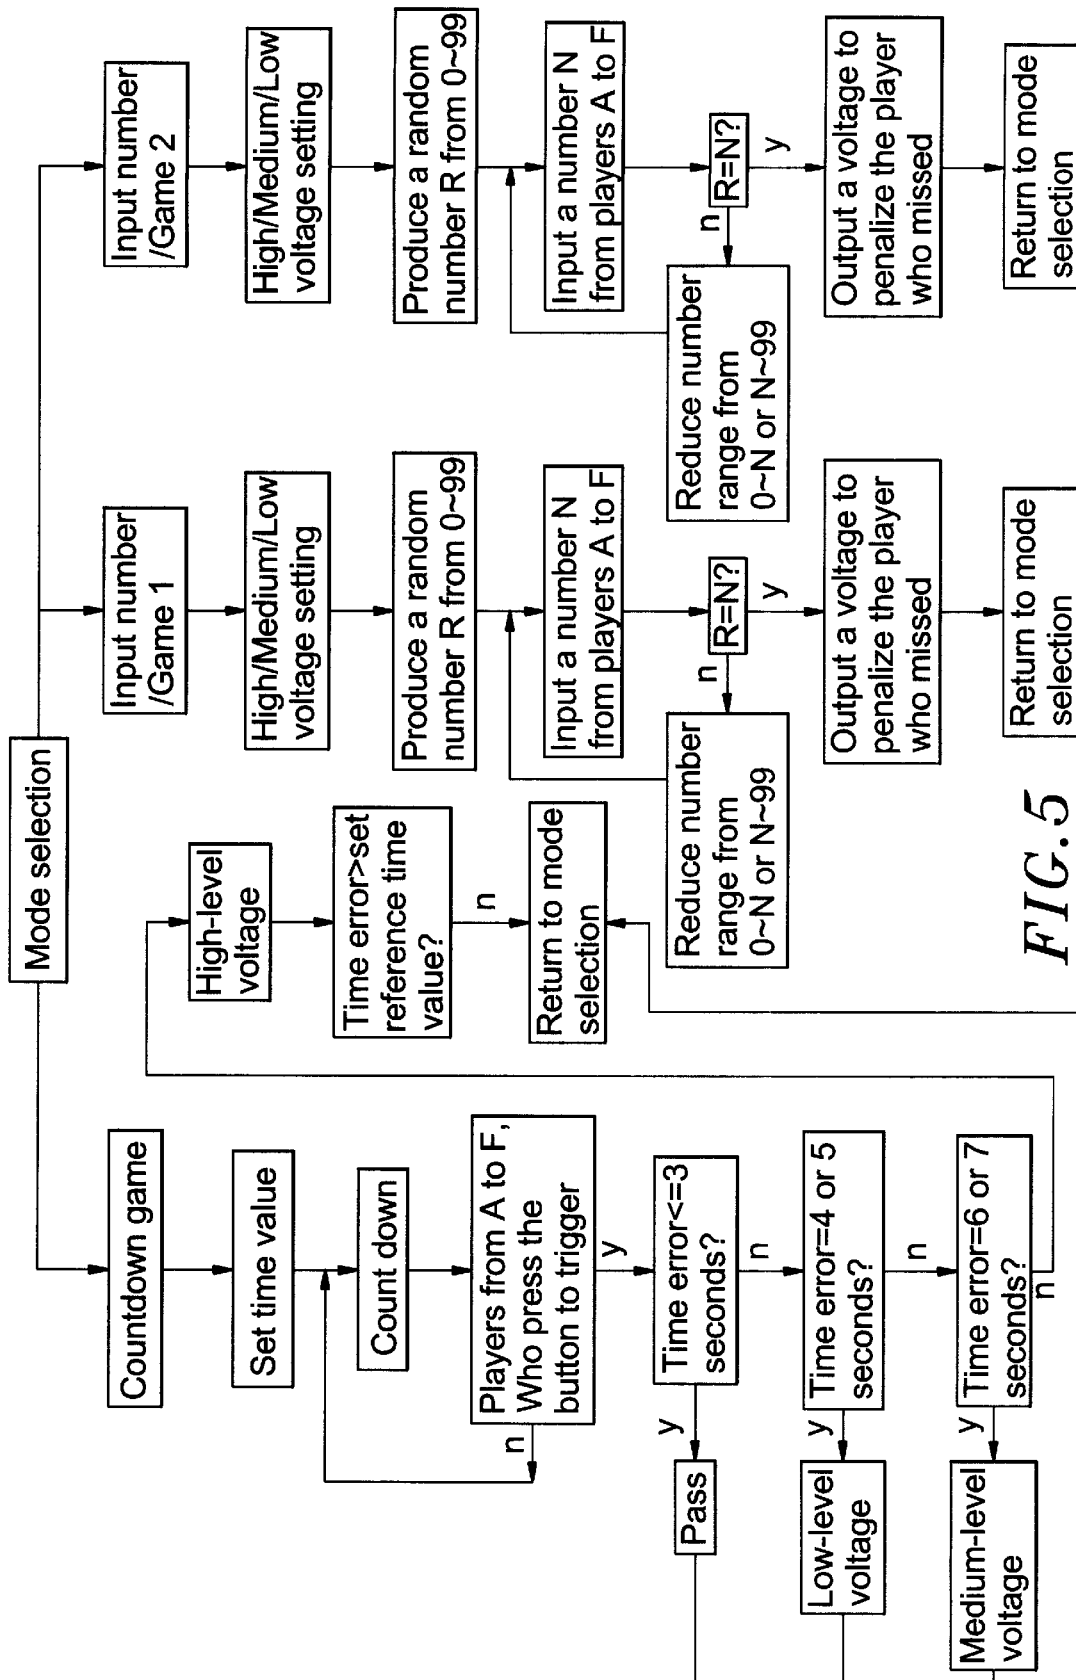 Mode selection
Countdown game
Set time value
Count down
Players from A to F,
Who press the
button to trigger
n
y
Time error<=3
seconds?
y
Pass
n
Time error=4 or 5
seconds?
y
Low-level
voltage
n
Time error=6 or 7
seconds?
y
Medium-level
voltage
n
High-level
voltage
Time error>set
reference time
value?
n
Return to mode
selection
Input number
/Game 1
High/Medium/Low
voltage setting
Produce a random
number R from 0~99
Input a number N
from players A to F
R=N?
n
Reduce number
range from
0~N or N~99
y
Output a voltage to
penalize the player
who missed
Return to mode
selection
Input number
/Game 2
High/Medium/Low
voltage setting
Produce a random
number R from 0~99
Input a number N
from players A to F
R=N?
n
Reduce number
range from
0~N or N~99
y
Output a voltage to
penalize the player
who missed
Return to mode
selection
FIG.5